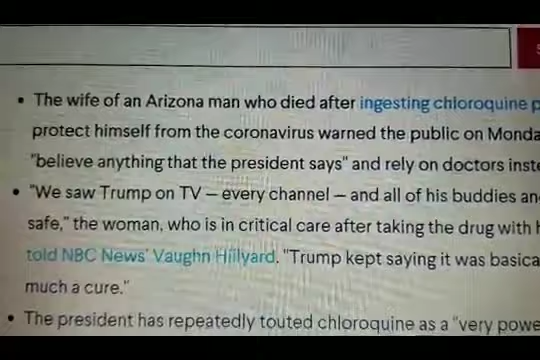 • The wife of an Arizona man who died after ingesting chloroquine p
protect himself from the coronavirus warned the public on Monda
"believe anything that the president says" and rely on doctors inste
• "We saw Trump on TV — every channel — and all of his buddies an
safe," the woman, who is in critical care after taking the drug with h
told NBC News' Vaughn Hillyard. "Trump kept saying it was basica
much a cure."
• The president has repeatedly touted chloroquine as a "very powe